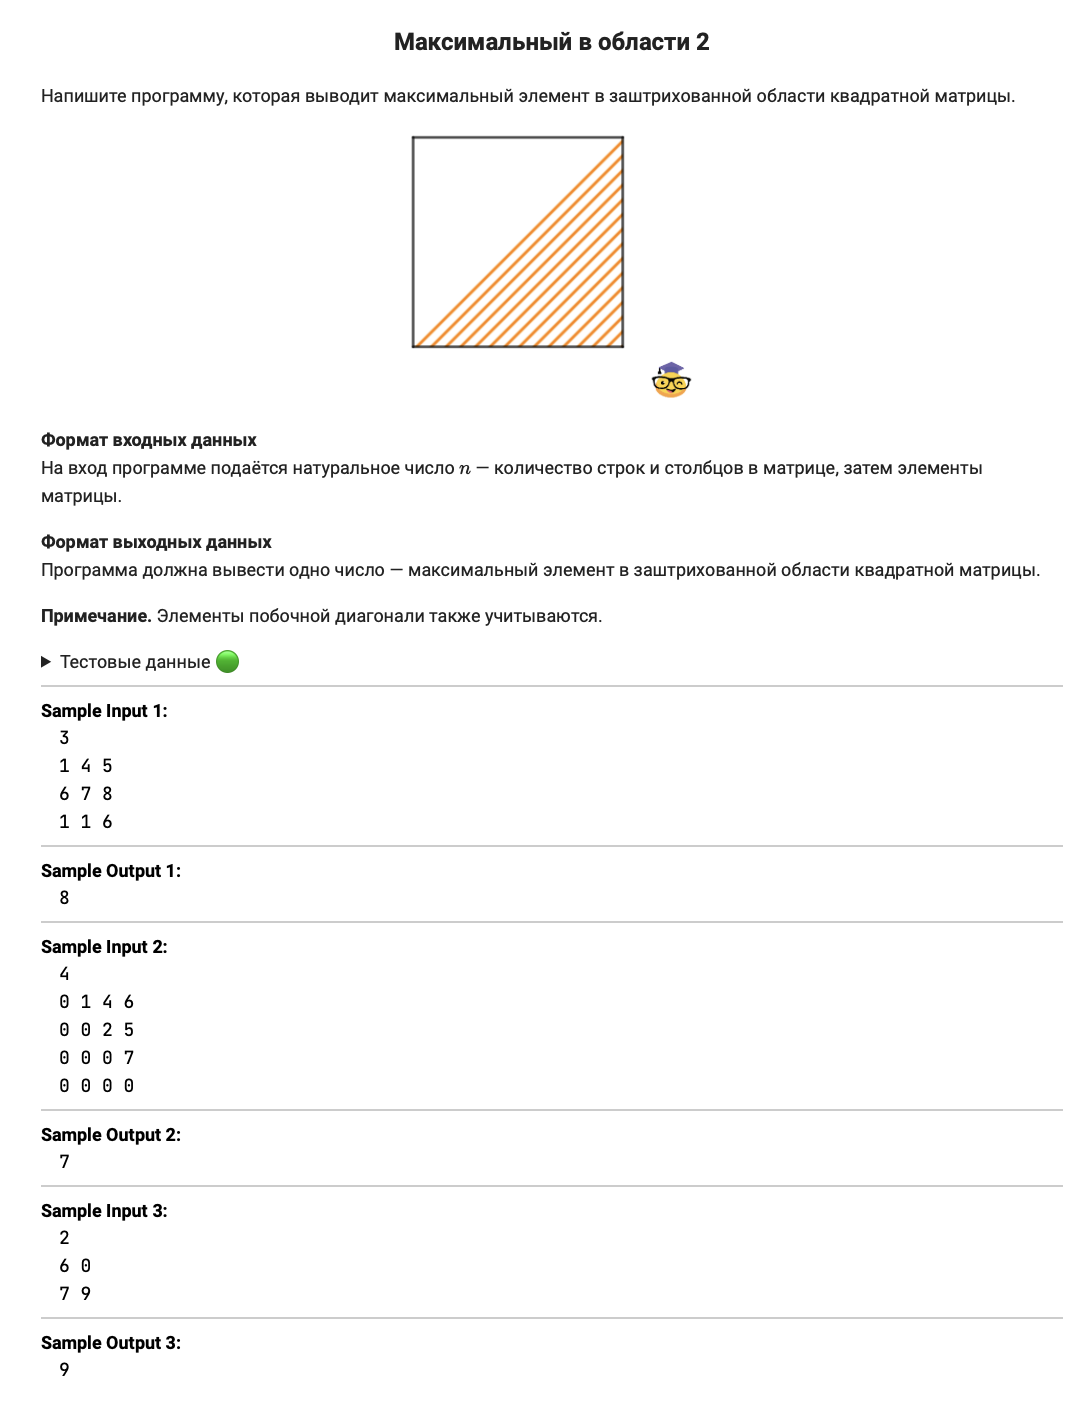 Максимальный в области 2
Напишите программу, которая выводит максимальный элемент в заштрихованной области квадратной матрицы.
Формат входных данных
На вход программе подаётся натуральное число n — количество строк и столбцов в матрице, затем элементы
матрицы.
Формат выходных данных
Программа должна вывести одно число — максимальный элемент в заштрихованной области квадратной матрицы.
Примечание. Элементы побочной диагонали также учитываются.
Тестовые данные
Sample Input 1:
3
1 4 5
6 7 8
1 1 6
Sample Output 1:
8
Sample Input 2:
4
0 1 4 6
0 0 2 5
0 0 0 7
0 0 0 0
Sample Output 2:
7
Sample Input 3:
2
6 0
7 9
Sample Output 3:
9